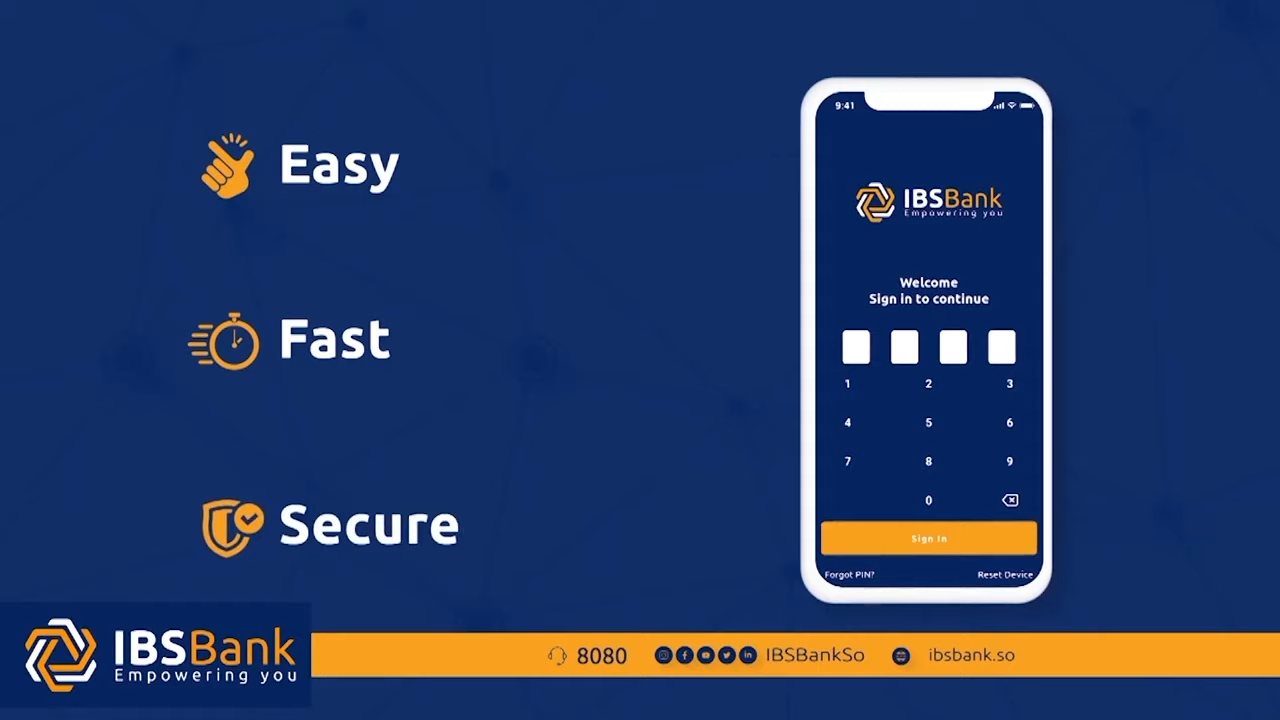 Easy
Fast
Secure
9:41
IBSBank
Empowering you
Welcome
Sign in to continue
1 2 3
4 5 6
7 8 9
0
Sign In
Forgot PIN? Reset Device
IBSBank
Empowering you
8080 IBSBankSo ibsbank.so